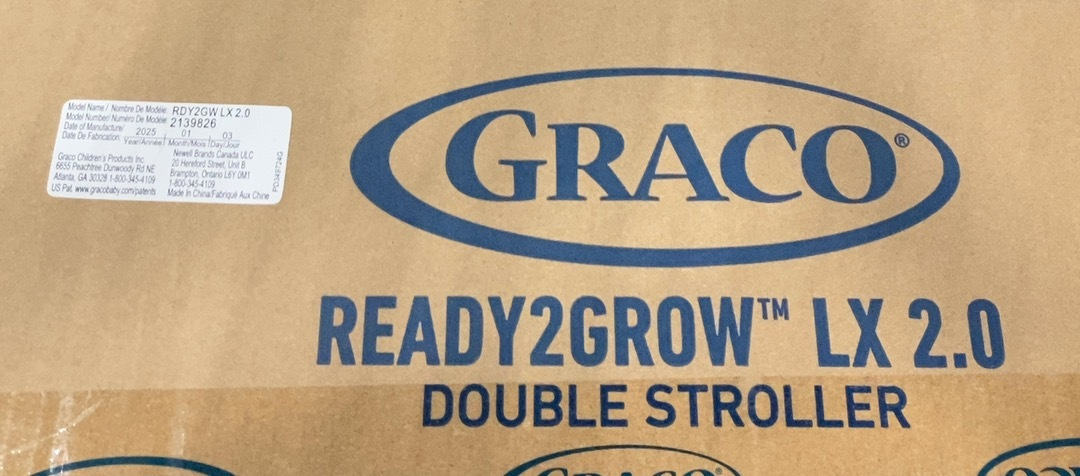 Model Name / Nombre De Modèle: RDY2GW LX 2.0
Model Number/ Numéro De Modèle: 2139826
Date of Manufacture/
Date De Fabrication: 2025 01 03
Year/Année Month/Mois Day/Jour
Graco Children's Products Inc.
6655 Peachtree Dunwoody Rd NE
Atlanta, GA 30328 1-800-345-4109
US Pat. www.gracobaby.com/patents
Newell Brands Canada ULC
20 Hereford Street, Unit B
Brampton, Ontario L6Y 0M1
1-800-345-4109
Made In China/Fabriqué Aux Chine
GRACO®
READY2GROW™ LX 2.0
DOUBLE STROLLER
GRACO®